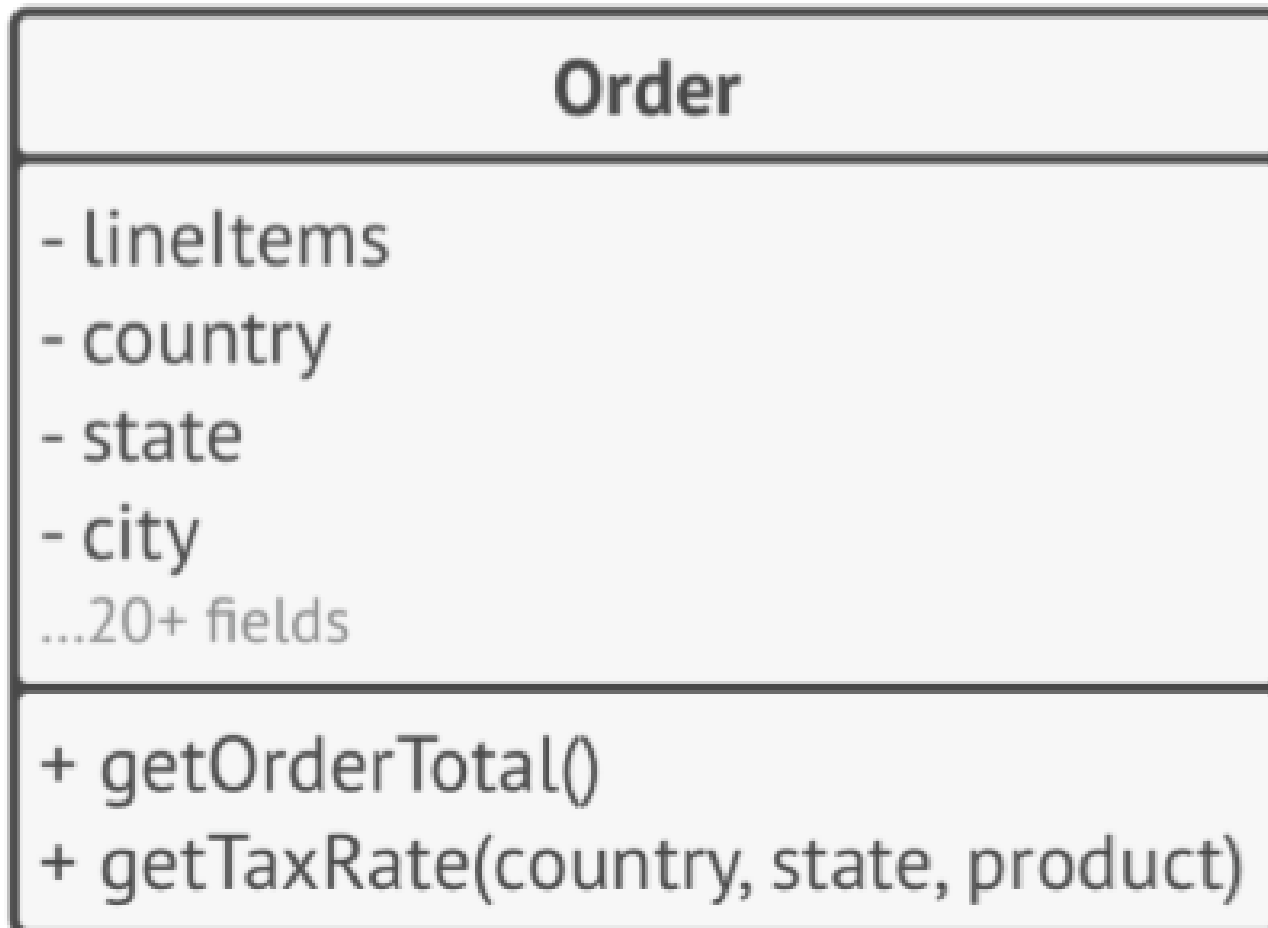 Order
- lineItems
- country
- state
- city
...20+ fields
+ getOrderTotal()
+ getTaxRate(country, state, product)